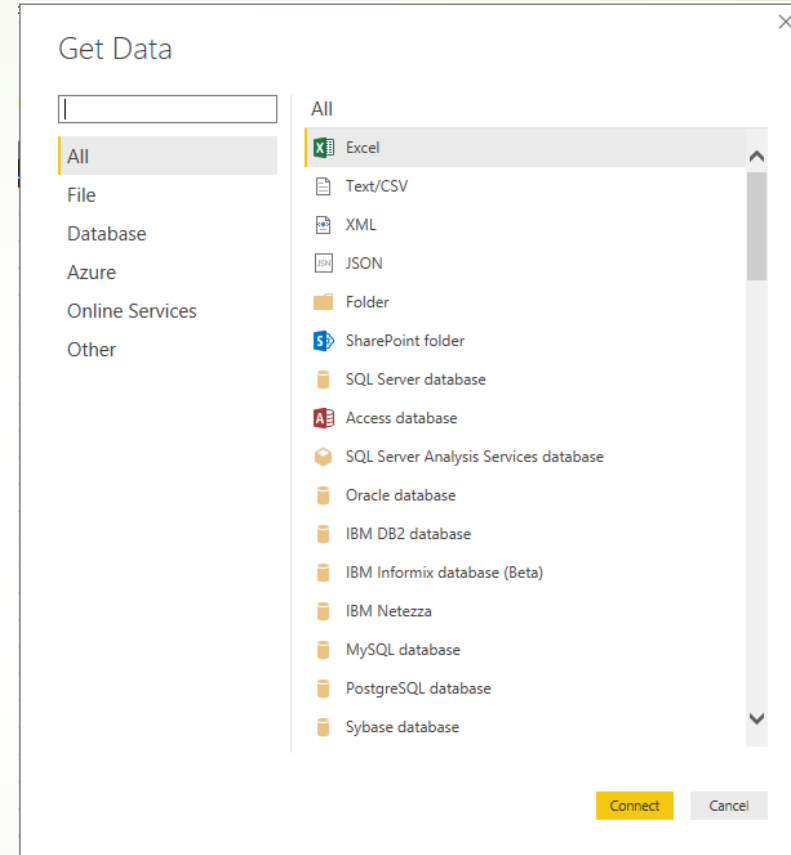 Get Data
All
File
Database
Azure
Online Services
Other
All
Excel
Text/CSV
XML
JSN JSON
Folder
SharePoint folder
SQL Server database
Access database
SQL Server Analysis Services database
Oracle database
IBM DB2 database
IBM Informix database (Beta)
IBM Netezza
MySQL database
PostgreSQL database
Sybase database
Connect Cancel